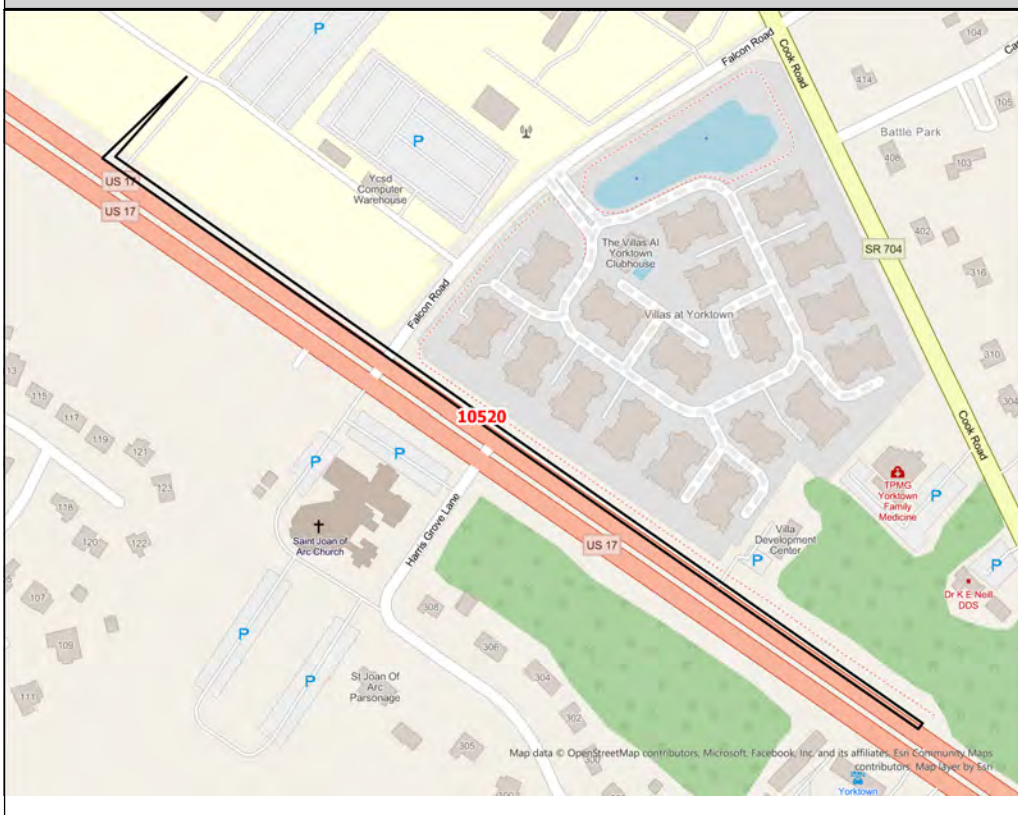 P
Falcon Road
Cook Road
104
414
105
Battle Park
408
103
P
Ycsd
Computer
Warehouse
US 17
US 17
402
SR 704
The Villas At
Yorktown
Clubhouse
316
Falcon Road
Villas at Yorktown
310
304
115
117
119
121
123
10520
P
P
Cook Road
TPMG
Yorktown
Family
Medicine
P
118
120
122
Saint Joan of
Arc Church
Harris Grove Lane
US 17
Villa
Development
Center
P
P
Dr K E Neill
DDS
107
308
109
P
306
111
P
St Joan Of
Arc
Parsonage
304
302
305
300
Map data © OpenStreetMap contributors, Microsoft, Facebook, Inc. and its affiliates, Esri Community Maps
contributors, Map layer by Esri
Yorktown